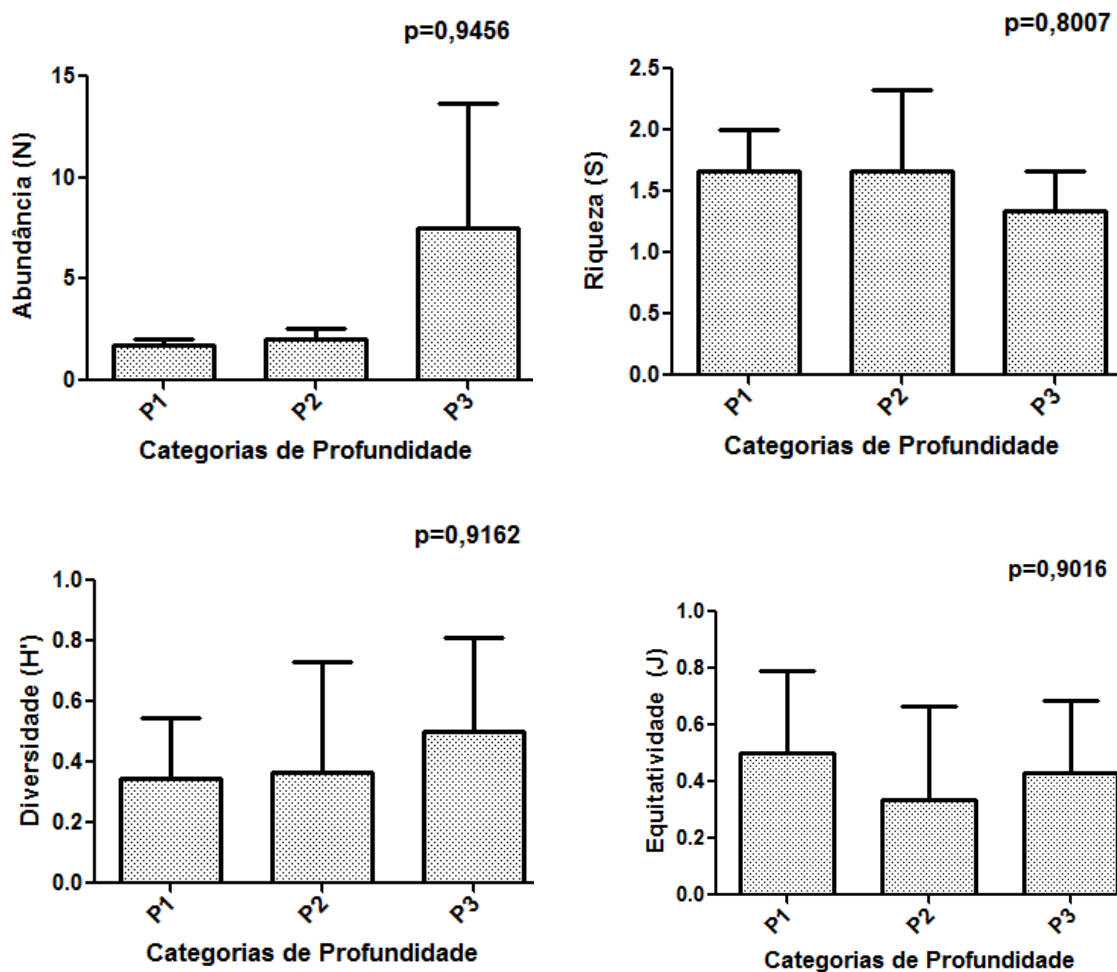 p=0,9456
Abundância (N)
15
10
5
0
P1
P2
P3
Categorias de Profundidade
p=0,8007
Riqueza (S)
2.5
2.0
1.5
1.0
0.5
0.0
P1
P2
P3
Categorias de Profundidade
p=0,9162
Diversidade (H')
1.0
0.8
0.6
0.4
0.2
0.0
P1
P2
P3
Categorias de Profundidade
p=0,9016
Equitatividade (J)
1.0
0.8
0.6
0.4
0.2
0.0
P1
P2
P3
Categorias de Profundidade